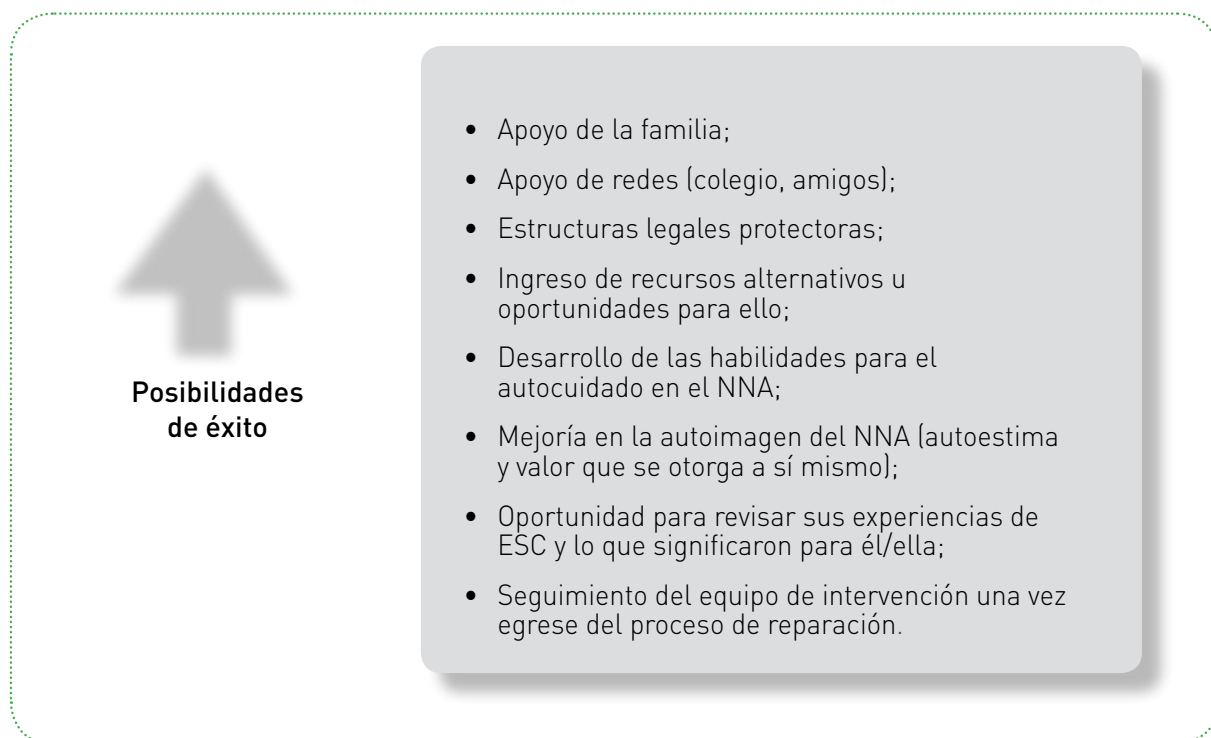 Posibilidades
de éxito
• Apoyo de la familia;
• Apoyo de redes (colegio, amigos);
• Estructuras legales protectoras;
• Ingreso de recursos alternativos u
oportunidades para ello;
• Desarrollo de las habilidades para el
autocuidado en el NNA;
• Mejoría en la autoimagen del NNA (autoestima
y valor que se otorga a sí mismo);
• Oportunidad para revisar sus experiencias de
ESC y lo que significaron para él/ella;
• Seguimiento del equipo de intervención una vez
egrese del proceso de reparación.